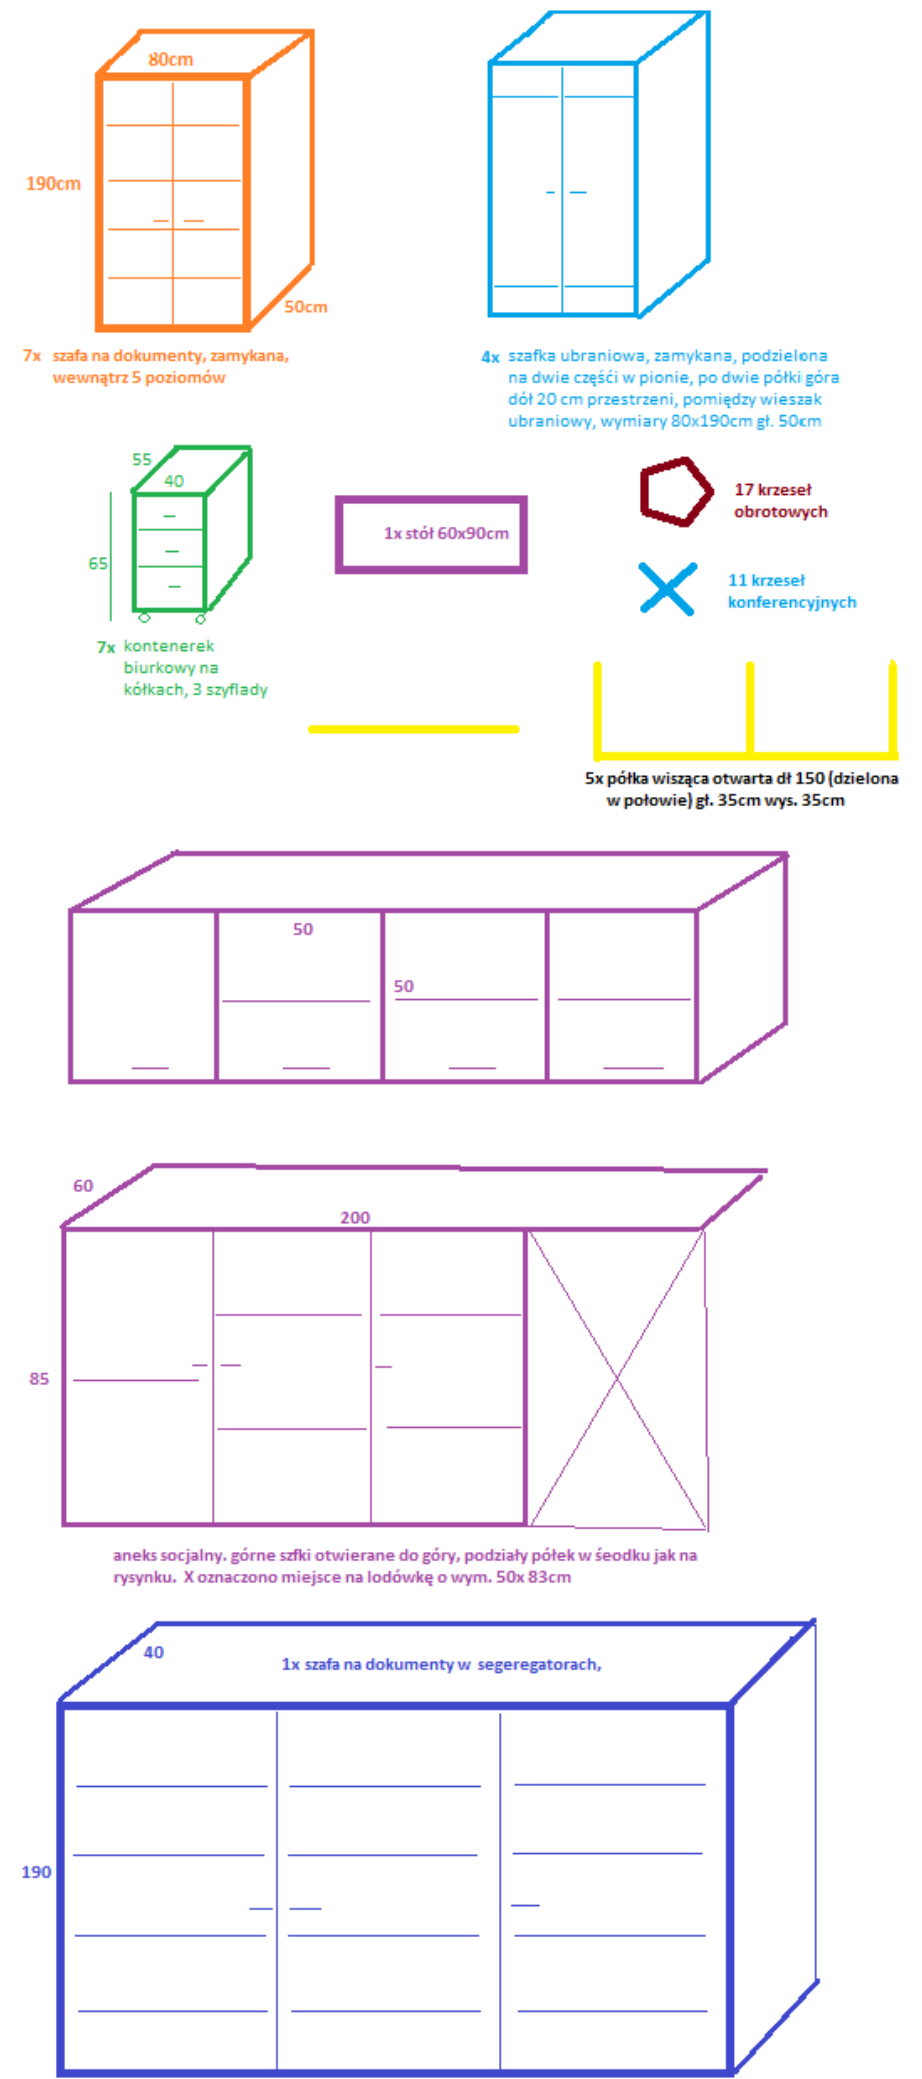 80cm
190cm
50cm
7x szafa na dokumenty, zamykana,
wewnątrz 5 poziomów
4x szafka ubraniowa, zamykana, podzielona
na dwie częśći w pionie, po dwie półki góra
dół 20 cm przestrzeni, pomiędzy wieszak
ubraniowy, wymiary 80x190cm gł. 50cm
55
40
65
7x kontenerek
biurkowy na
kółkach, 3 szyflady
1x stół 60x90cm
17 krzeseł
obrotowych
11 krzeseł
konferencyjnych
5x półka wisząca otwarta dł 150 (dzielona
w połowie) gł. 35cm wys. 35cm
50
50
60
200
85
aneks socjalny. górne szfki otwierane do góry, podziały półek w śeodku jak na
rysynku. X oznaczono miejsce na lodówkę o wym. 50x 83cm
40
1x szafa na dokumenty w segeregatorach,
190